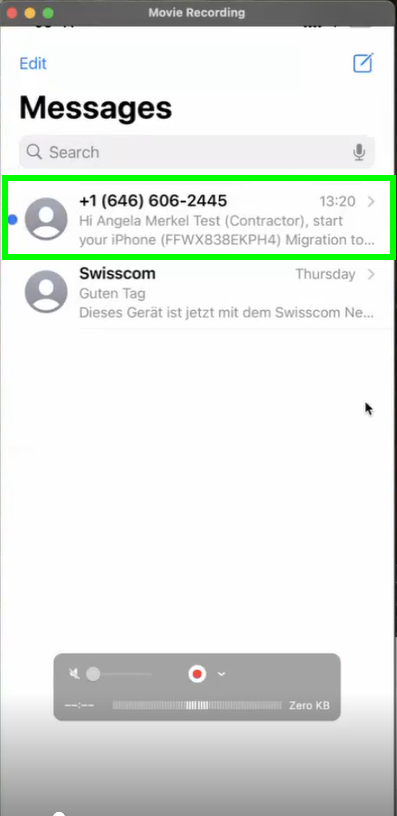 Movie Recording
Edit
Messages
Search
+1 (646) 606-2445
13:20
Hi Angela Merkel Test (Contractor), start
your iPhone (FFWX838EKPH4) Migration to...
Swisscom
Thursday
Guten Tag
Dieses Gerät ist jetzt mit dem Swisscom Ne...
--:--
Zero KB